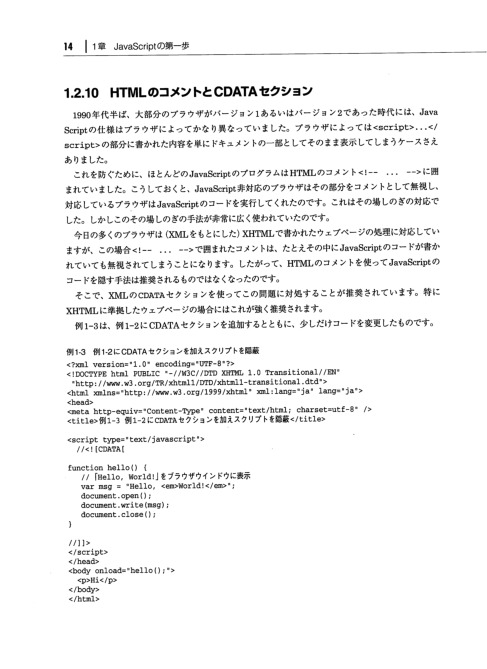 14 1章 JavaScriptの第一歩
1.2.10 HTMLのコメントとCDATAセクション
1990年代半ば、大部分のブラウザがバージョン1あるいはバージョン2であった時代には、Java
Scriptの仕様はブラウザによってかなり異なっていました。ブラウザによっては<script>...</
script>の部分に書かれた内容を単にドキュメントの一部としてそのまま表示してしまうケースさえ
ありました。
これを防ぐために、ほとんどのJavaScriptのプログラムはHTMLのコメント<!-- ... -->に囲
まれていました。こうしておくと、JavaScript非対応のブラウザはその部分をコメントとして無視し、
対応しているブラウザはJavaScriptのコードを実行してくれたのです。これはその場しのぎの対応で
した。しかしこのその場しのぎの手法が非常に広く使われていたのです。
今日の多くのブラウザは（XMLをもとにした）XHTMLで書かれたウェブページの処理に対応してい
ますが、この場合<!-- ... -->で囲まれたコメントは、たとえその中にJavaScriptのコードが書か
れていても無視されてしまうことになります。したがって、HTMLのコメントを使ってJavaScriptの
コードを隠す手法は推奨されるものではなくなったのです。
そこで、XMLのCDATAセクションを使ってこの問題に対処することが推奨されています。特に
XHTMLに準拠したウェブページの場合にはこれが強く推奨されます。
例1-3は、例1-2にCDATAセクションを追加するとともに、少しだけコードを変更したものです。
例1-3 例1-2にCDATAセクションを加えスクリプトを隠蔽
<?xml version="1.0" encoding="UTF-8"?>
<!DOCTYPE html PUBLIC "-//W3C//DTD XHTML 1.0 Transitional//EN"
"http://www.w3.org/TR/xhtml1/DTD/xhtml1-transitional.dtd">
<html xmlns="http://www.w3.org/1999/xhtml" xml:lang="ja" lang="ja">
<head>
<meta http-equiv="Content-Type" content="text/html; charset=utf-8" />
<title>例1-3 例1-2にCDATAセクションを加えスクリプトを隠蔽</title>
<script type="text/javascript">
//<![CDATA[
function hello() {
// 「Hello, World!」をブラウザウインドウに表示
var msg = "Hello, <em>World!</em>";
document.open();
document.write(msg);
document.close();
}
//]]>
</script>
</head>
<body onload="hello();">
<p>Hi</p>
</body>
</html>